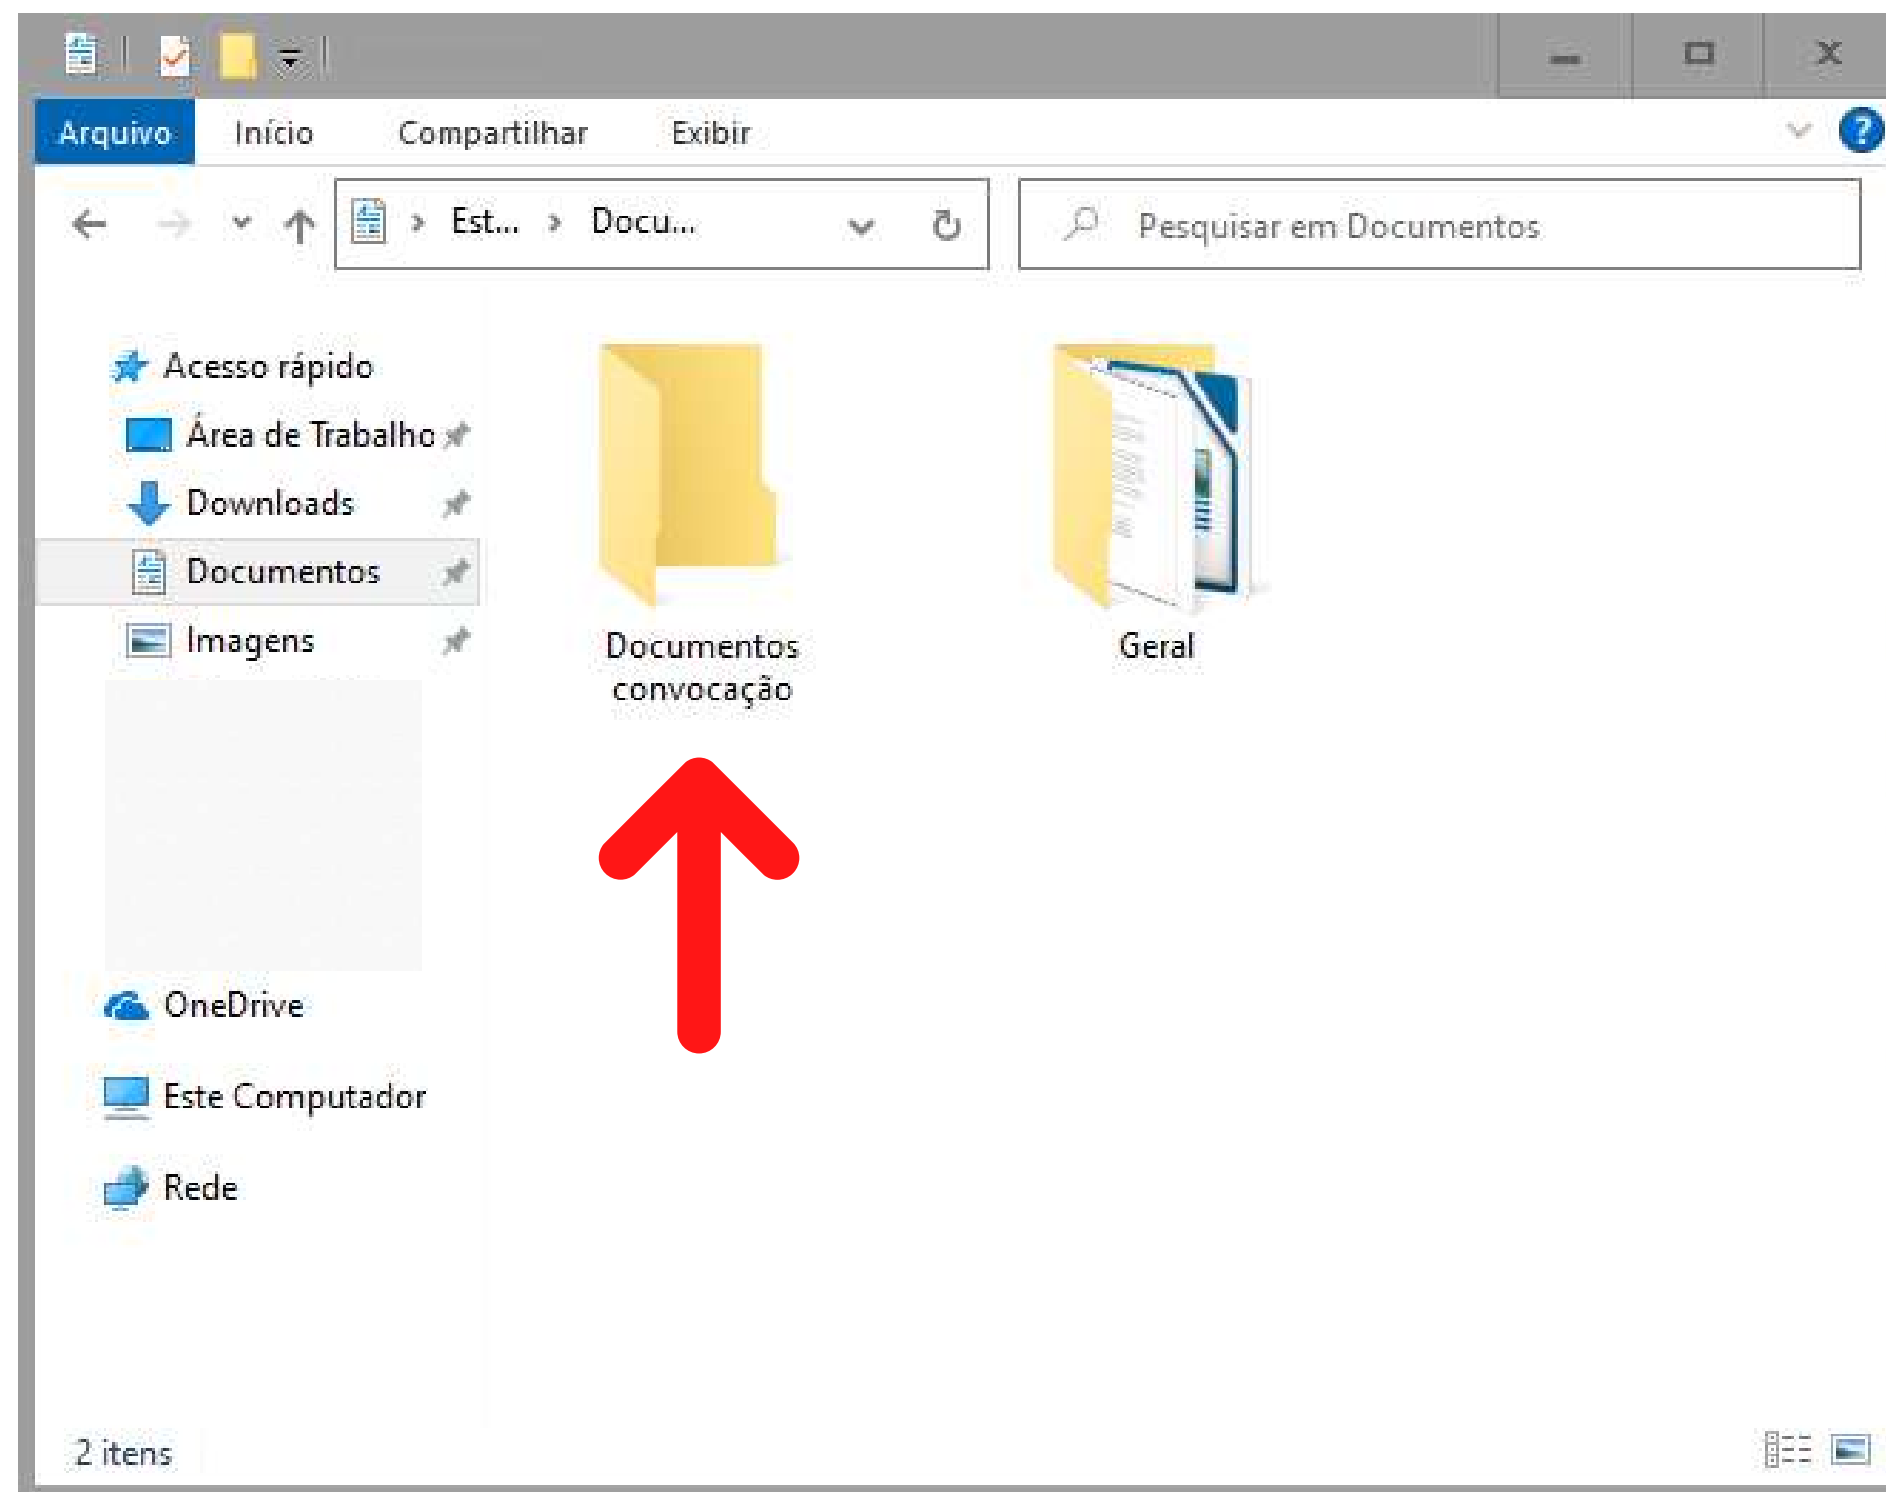 Arquivo Início Compartilhar Exibir ?
Est... Docu... Pesquisar em Documentos
Acesso rápido
Área de Trabalho
Downloads
Documentos
Imagens
OneDrive
Este Computador
Rede
Documentos
convocação
Geral
2 itens